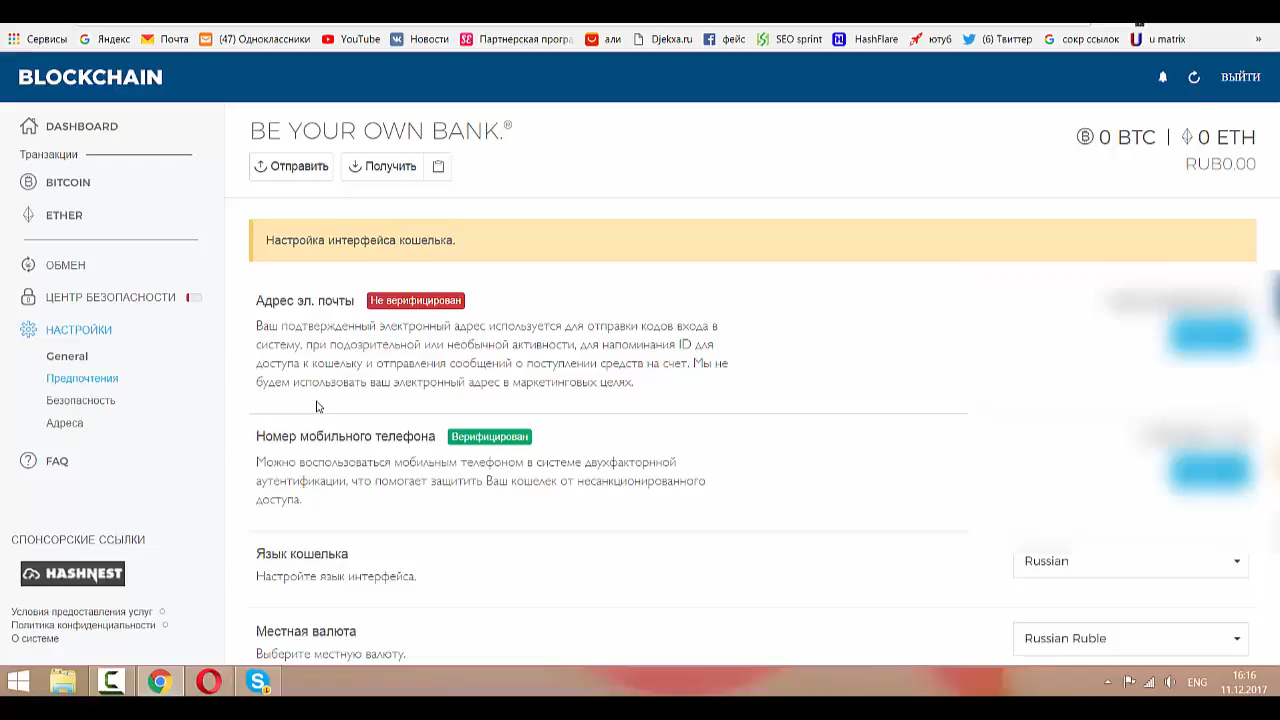 Сервисы Яндекс Почта (47) Одноклассники YouTube Новости Партнерская програ али Djekxa.ru фейс SEO sprint HashFlare ютуб (6) Твиттер сокр ссылок u matrix »
BLOCKCHAIN
ВЫЙТИ
DASHBOARD
Транзакции
BITCOIN
ETHER
ОБМЕН
ЦЕНТР БЕЗОПАСНОСТИ
НАСТРОЙКИ
General
Предпочтения
Безопасность
Адреса
FAQ
СПОНСОРСКИЕ ССЫЛКИ
HASHNEST
Условия предоставления услуг
Политика конфиденциальности
О системе
BE YOUR OWN BANK.®
0 BTC | 0 ETH
RUB0.00
Отправить Получить
Настройка интерфейса кошелька.
Адрес эл. почты Не верифицирован
Ваш подтвержденный электронный адрес используется для отправки кодов входа в
систему, при подозрительной или необычной активности, для напоминания ID для
доступа к кошельку и отправления сообщений о поступлении средств на счет. Мы не
будем использовать ваш электронный адрес в маркетинговых целях.
Номер мобильного телефона Верифицирован
Можно воспользоваться мобильным телефоном в системе двухфакторной
аутентификации, что помогает защитить Ваш кошелек от несанкционированного
доступа.
Язык кошелька
Настройте язык интерфейса.
Russian
Местная валюта
Выберите местную валюту.
Russian Ruble
ENG
16:16
11.12.2017